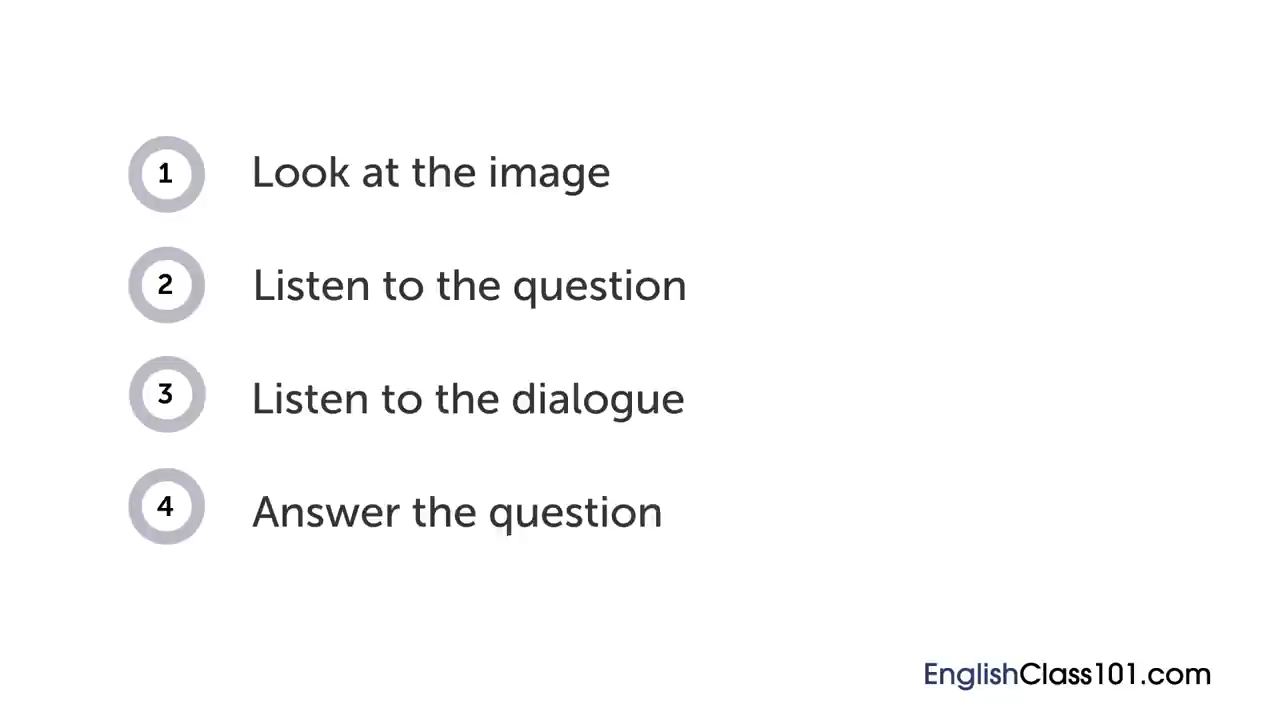 1 Look at the image
2 Listen to the question
3 Listen to the dialogue
4 Answer the question
EnglishClass101.com